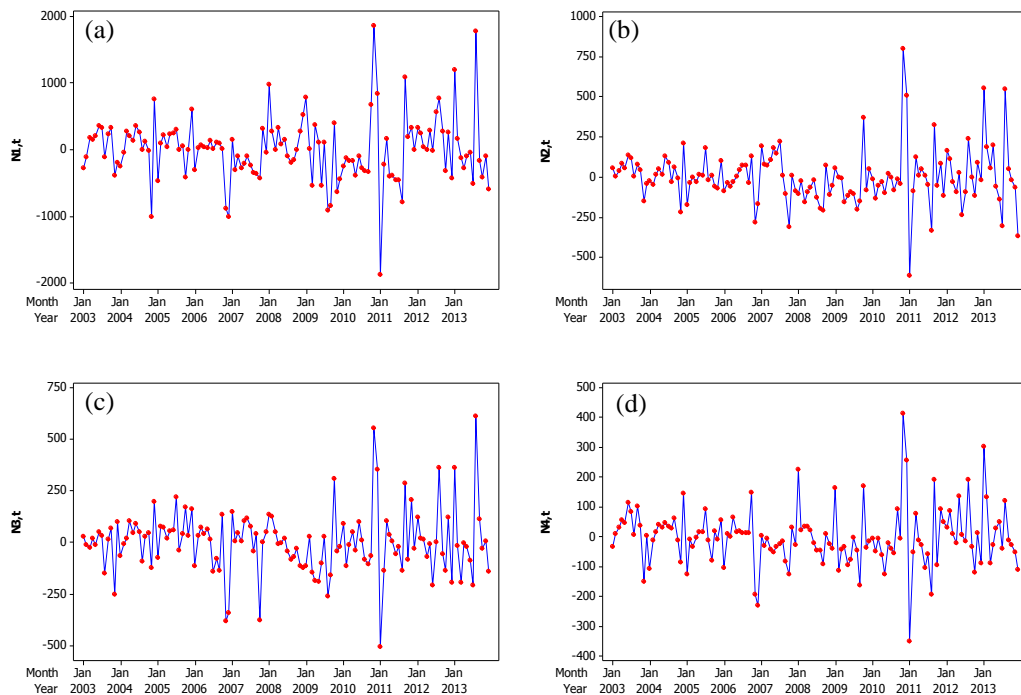 (a)
2000
1000
0
-1000
-2000
N1,t
Month Jan Jan Jan Jan Jan Jan Jan Jan Jan Jan Jan
Year 2003 2004 2005 2006 2007 2008 2009 2010 2011 2012 2013
(b)
1000
750
500
250
0
-250
-500
N2,t
Month Jan Jan Jan Jan Jan Jan Jan Jan Jan Jan Jan
Year 2003 2004 2005 2006 2007 2008 2009 2010 2011 2012 2013
(c)
750
500
250
0
-250
-500
N3,t
Month Jan Jan Jan Jan Jan Jan Jan Jan Jan Jan Jan
Year 2003 2004 2005 2006 2007 2008 2009 2010 2011 2012 2013
(d)
500
400
300
200
100
0
-100
-200
-300
-400
N4,t
Month Jan Jan Jan Jan Jan Jan Jan Jan Jan Jan Jan
Year 2003 2004 2005 2006 2007 2008 2009 2010 2011 2012 2013